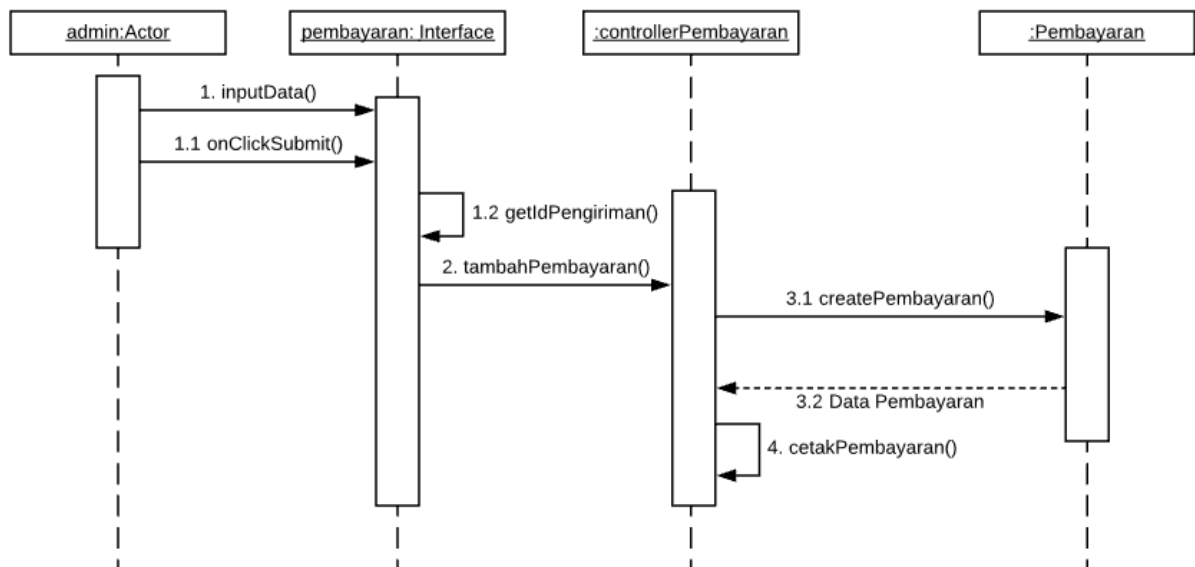 admin:Actor
pembayaran: Interface
:controllerPembayaran
:Pembayaran
1. inputData()
1.1 onClickSubmit()
1.2 getIdPengiriman()
2. tambahPembayaran()
3.1 createPembayaran()
3.2 Data Pembayaran
4. cetakPembayaran()